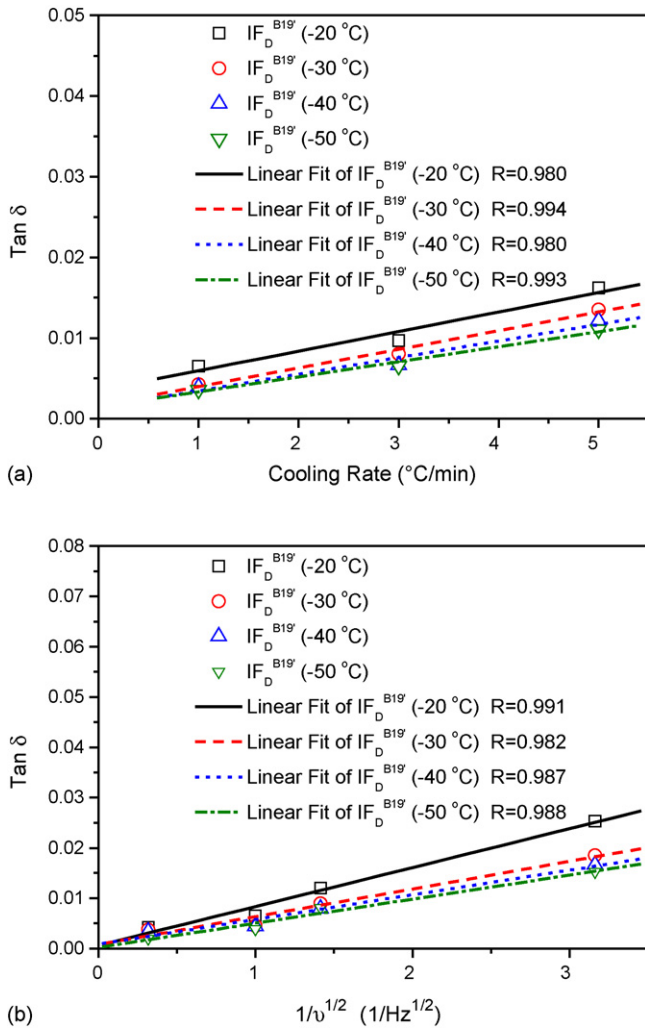 0.05
0.04
0.03
0.02
0.01
0.00
Tan δ
IF_D^B19' (-20 °C)
IF_D^B19' (-30 °C)
IF_D^B19' (-40 °C)
IF_D^B19' (-50 °C)
Linear Fit of IF_D^B19' (-20 °C) R=0.980
Linear Fit of IF_D^B19' (-30 °C) R=0.994
Linear Fit of IF_D^B19' (-40 °C) R=0.980
Linear Fit of IF_D^B19' (-50 °C) R=0.993
0 1 2 3 4 5
(a) Cooling Rate (°C/min)
0.08
0.07
0.06
0.05
0.04
0.03
0.02
0.01
0.00
Tan δ
IF_D^B19' (-20 °C)
IF_D^B19' (-30 °C)
IF_D^B19' (-40 °C)
IF_D^B19' (-50 °C)
Linear Fit of IF_D^B19' (-20 °C) R=0.991
Linear Fit of IF_D^B19' (-30 °C) R=0.982
Linear Fit of IF_D^B19' (-40 °C) R=0.987
Linear Fit of IF_D^B19' (-50 °C) R=0.988
0 1 2 3
(b) 1/υ^1/2 (1/Hz^1/2)